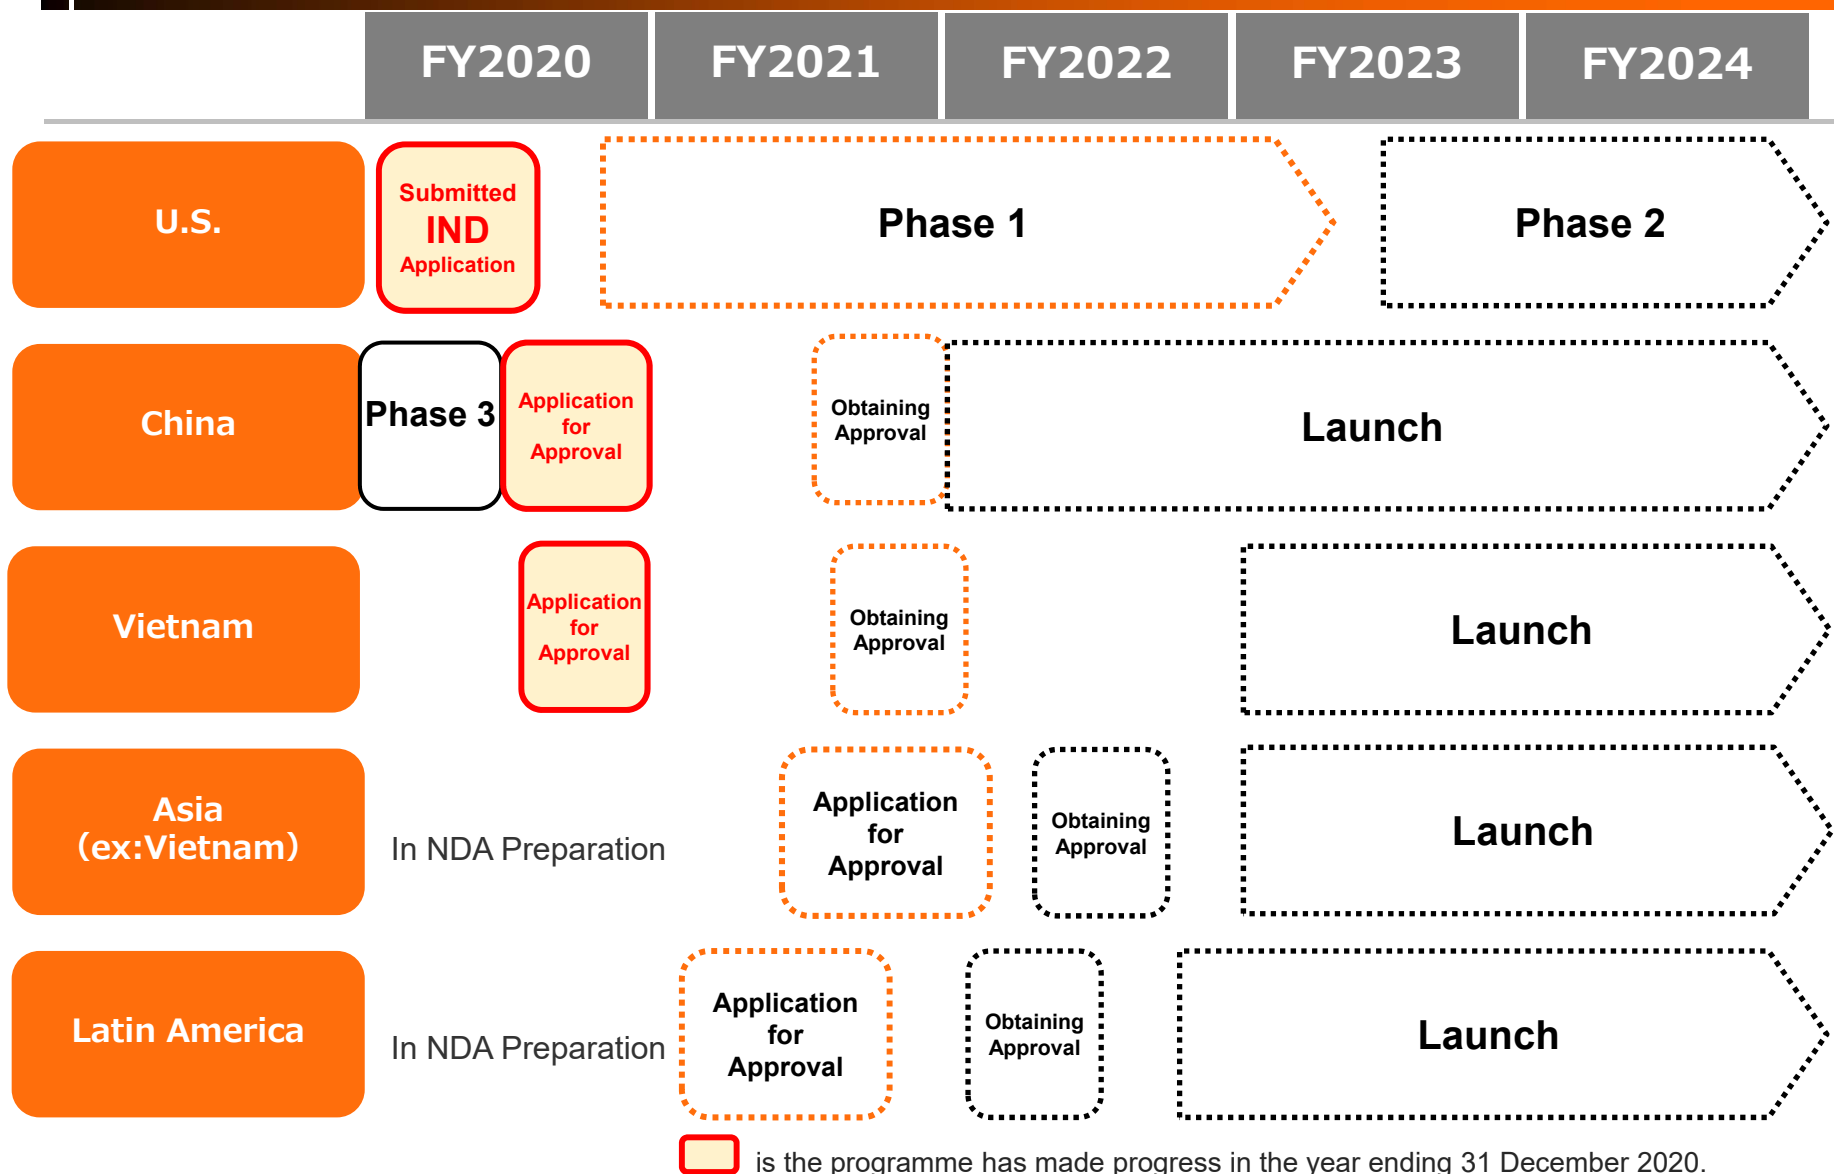 FY2020 FY2021 FY2022 FY2023 FY2024
U.S.
Submitted
IND
Application
Phase 1
Phase 2
China
Phase 3
Application
for
Approval
Obtaining
Approval
Launch
Vietnam
Application
for
Approval
Obtaining
Approval
Launch
Asia
（ex:Vietnam）
In NDA Preparation
Application
for
Approval
Obtaining
Approval
Launch
Latin America
In NDA Preparation
Application
for
Approval
Obtaining
Approval
Launch
is the programme has made progress in the year ending 31 December 2020.